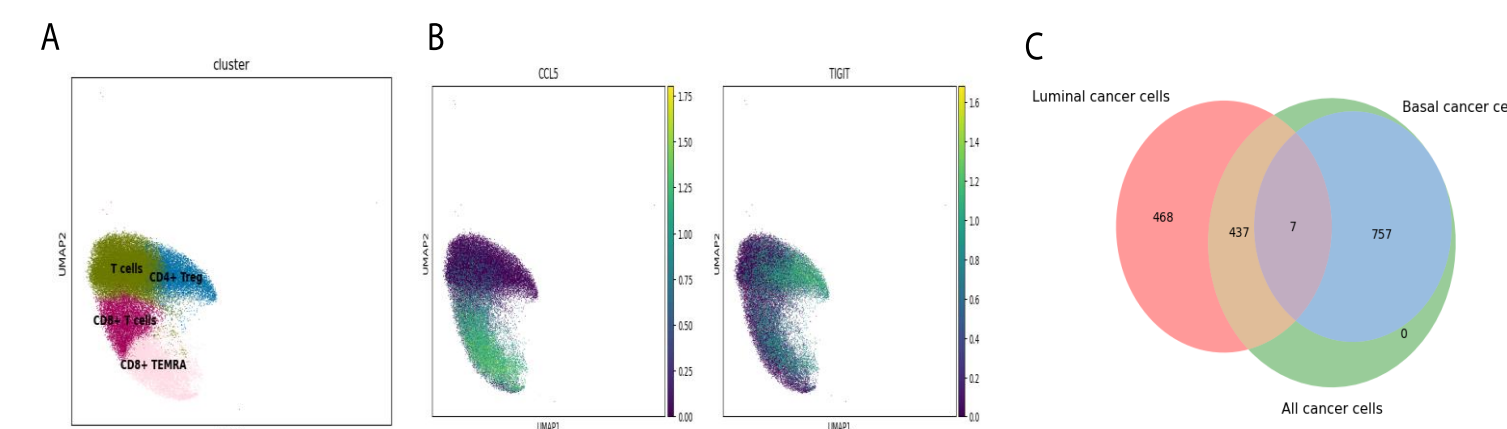 A
B
C
cluster
UMAP2
T cells
CD4+ Treg
CD8+ T cells
CD8+ TEMRA
CCL5
UMAP2
UMAP1
1.75
1.50
1.25
1.00
0.75
0.50
0.25
0.00
TIGIT
UMAP2
UMAP1
1.6
1.4
1.2
1.0
0.8
0.6
0.4
0.2
0.0
Luminal cancer cells
Basal cancer ce
468
437
7
757
0
All cancer cells